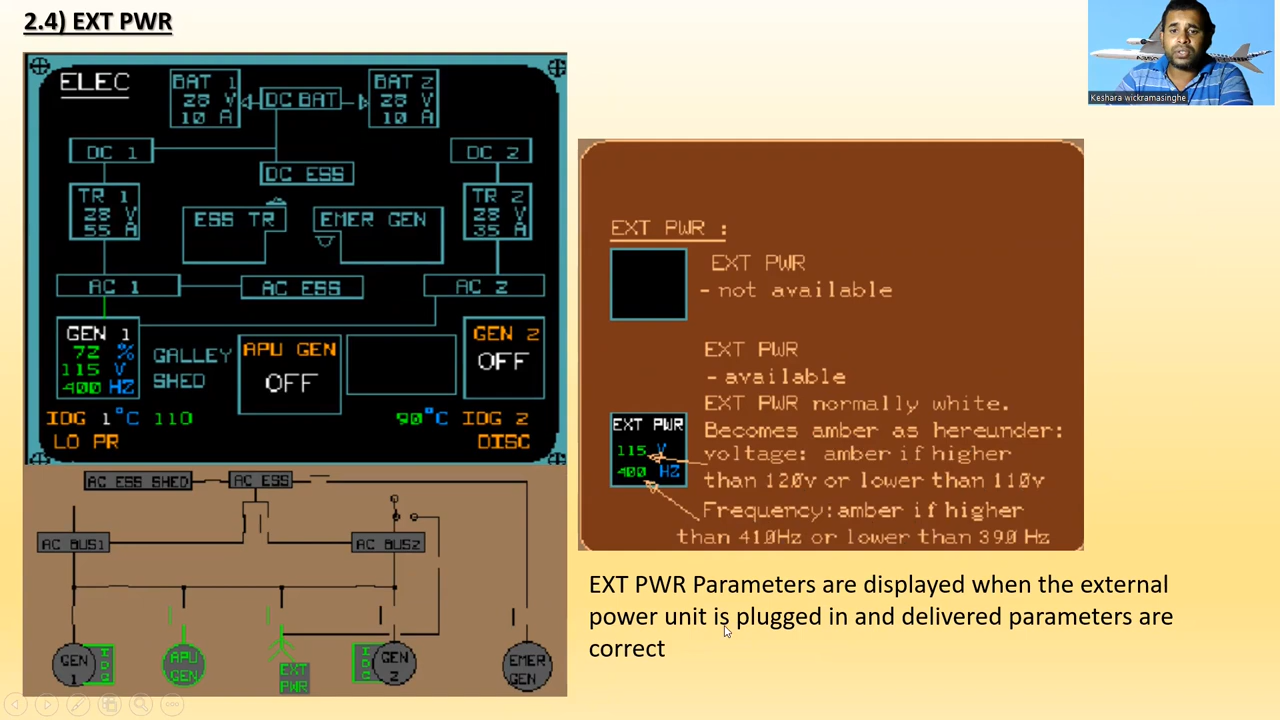 2.4) EXT PWR
Keshara wickramasinghe
ELEC
BAT 1
28 V
10 A
DC BAT
BAT 2
28 V
10 A
DC 1
DC 2
DC ESS
TR 1
28 V
55 A
ESS TR
EMER GEN
TR 2
28 V
35 A
AC 1
AC ESS
AC 2
GEN 1
72 %
115 V
400 HZ
GALLEY
SHED
APU GEN
OFF
GEN 2
OFF
IDG 1 °C 110
90 °C IDG 2
LO PR
DISC
AC ESS SHED
AC ESS
AC BUS1
AC BUS2
GEN
1
IDG
APU
GEN
EXT
PWR
IDG
GEN
2
EMER
GEN
EXT PWR :
EXT PWR
- not available
EXT PWR
- available
EXT PWR normally white.
Becomes amber as hereunder:
voltage: amber if higher
than 120v or lower than 110v
Frequency: amber if higher
than 410Hz or lower than 390 Hz
EXT PWR
115 V
400 HZ
EXT PWR Parameters are displayed when the external
power unit is plugged in and delivered parameters are
correct